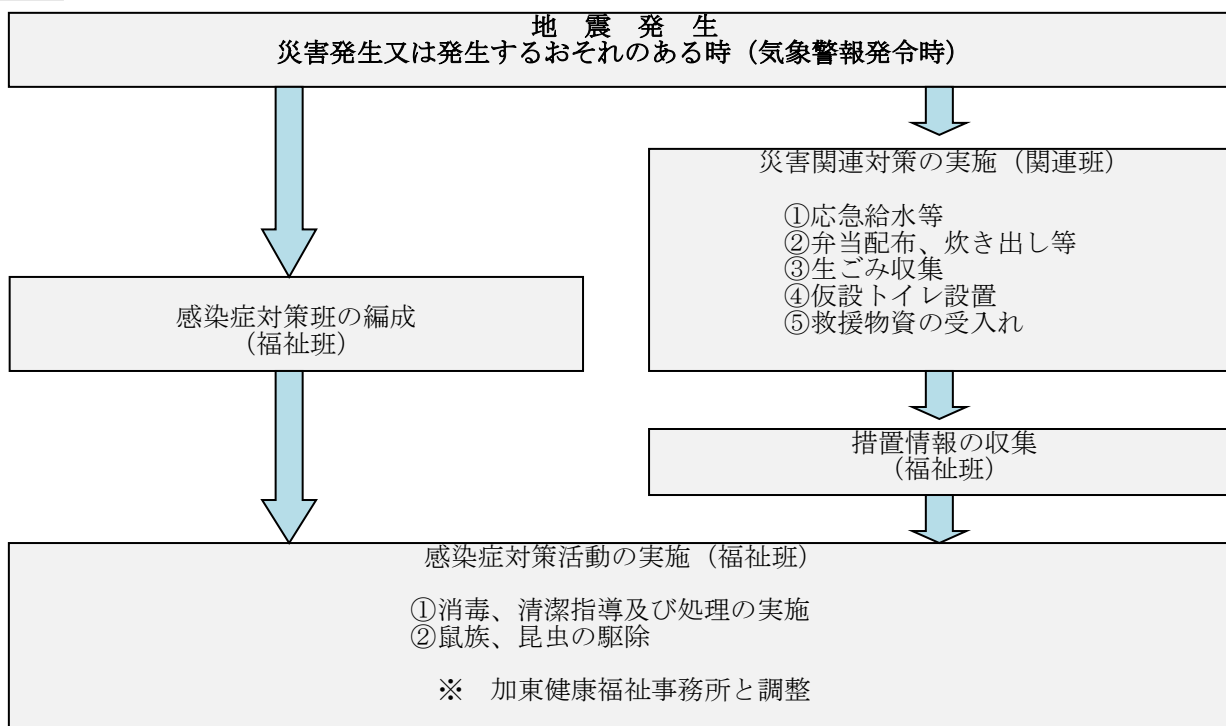 地　震　発　生
災害発生又は発生するおそれのある時（気象警報発令時）
災害関連対策の実施（関連班）
①応急給水等
②弁当配布、炊き出し等
③生ごみ収集
④仮設トイレ設置
⑤救援物資の受入れ
感染症対策班の編成
（福祉班）
措置情報の収集
（福祉班）
感染症対策活動の実施（福祉班）
①消毒、清潔指導及び処理の実施
②鼠族、昆虫の駆除
※　加東健康福祉事務所と調整